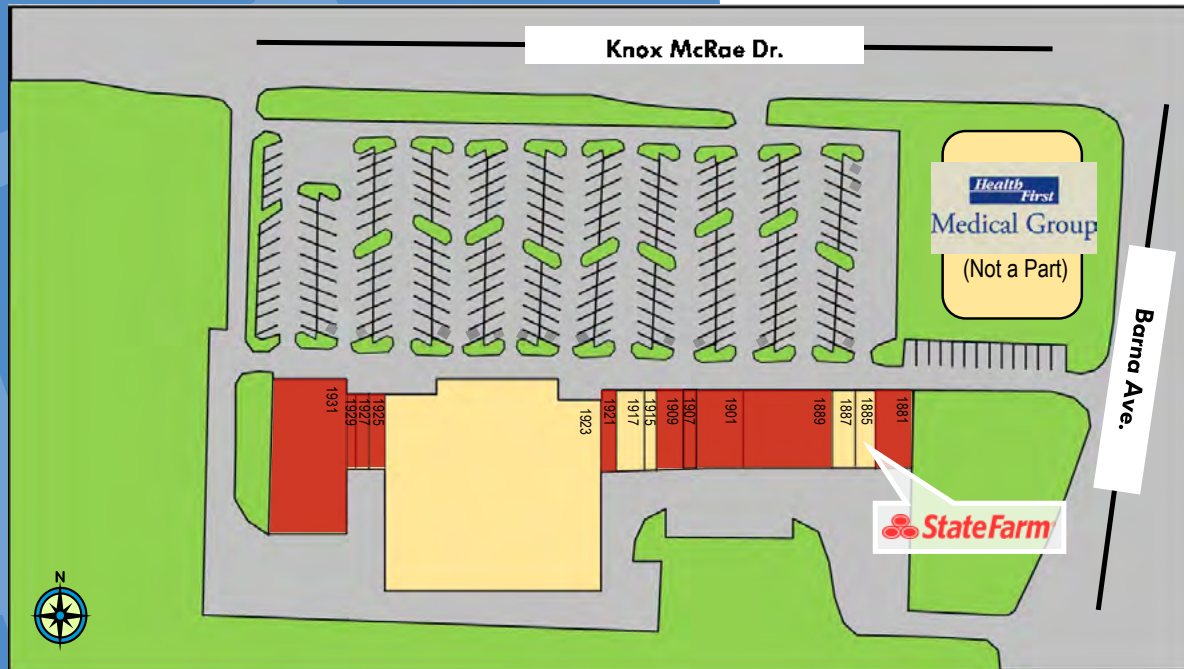 Knox McRae Dr.
Health
First
Medical Group
(Not a Part)
Barna Ave.
1931
1929
1927
1925
1923
1921
1917
1915
1909
1907
1901
1889
1887
1885
1881
StateFarm
N